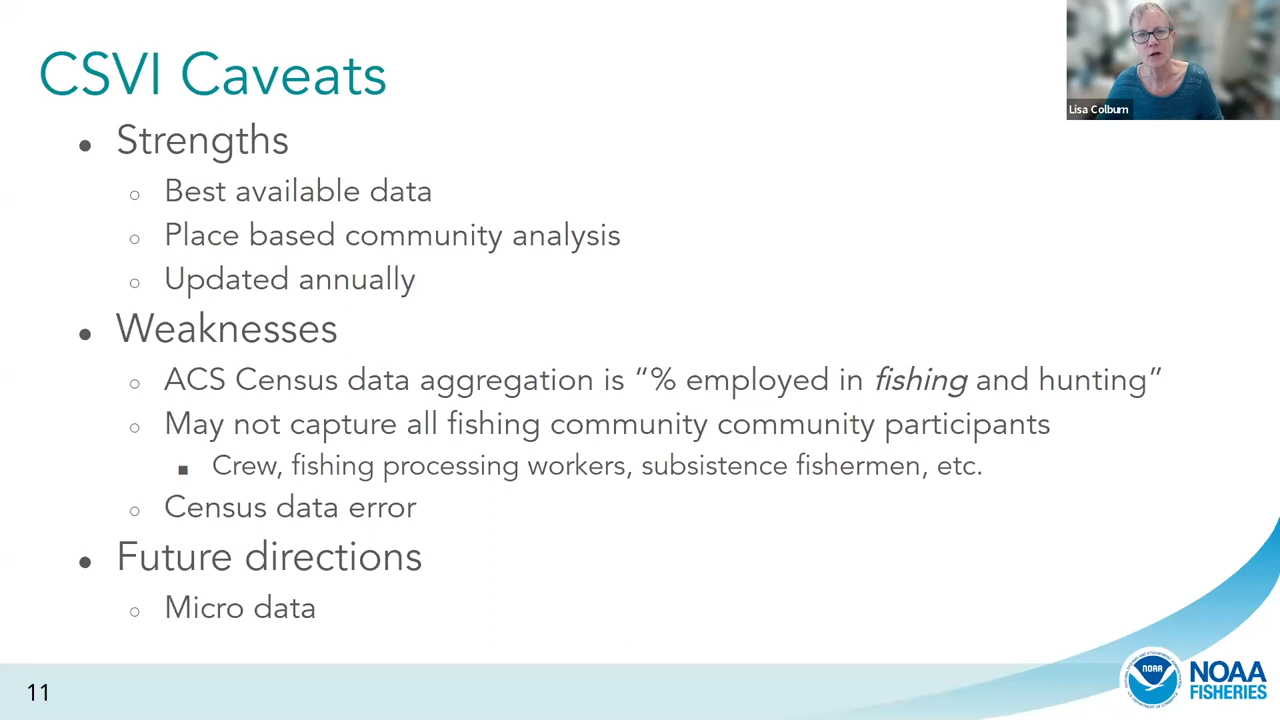 CSVI Caveats
Lisa Colburn
● Strengths
○ Best available data
○ Place based community analysis
○ Updated annually
● Weaknesses
○ ACS Census data aggregation is “% employed in fishing and hunting”
○ May not capture all fishing community community participants
■ Crew, fishing processing workers, subsistence fishermen, etc.
○ Census data error
● Future directions
○ Micro data
11
NOAA
NOAA
FISHERIES